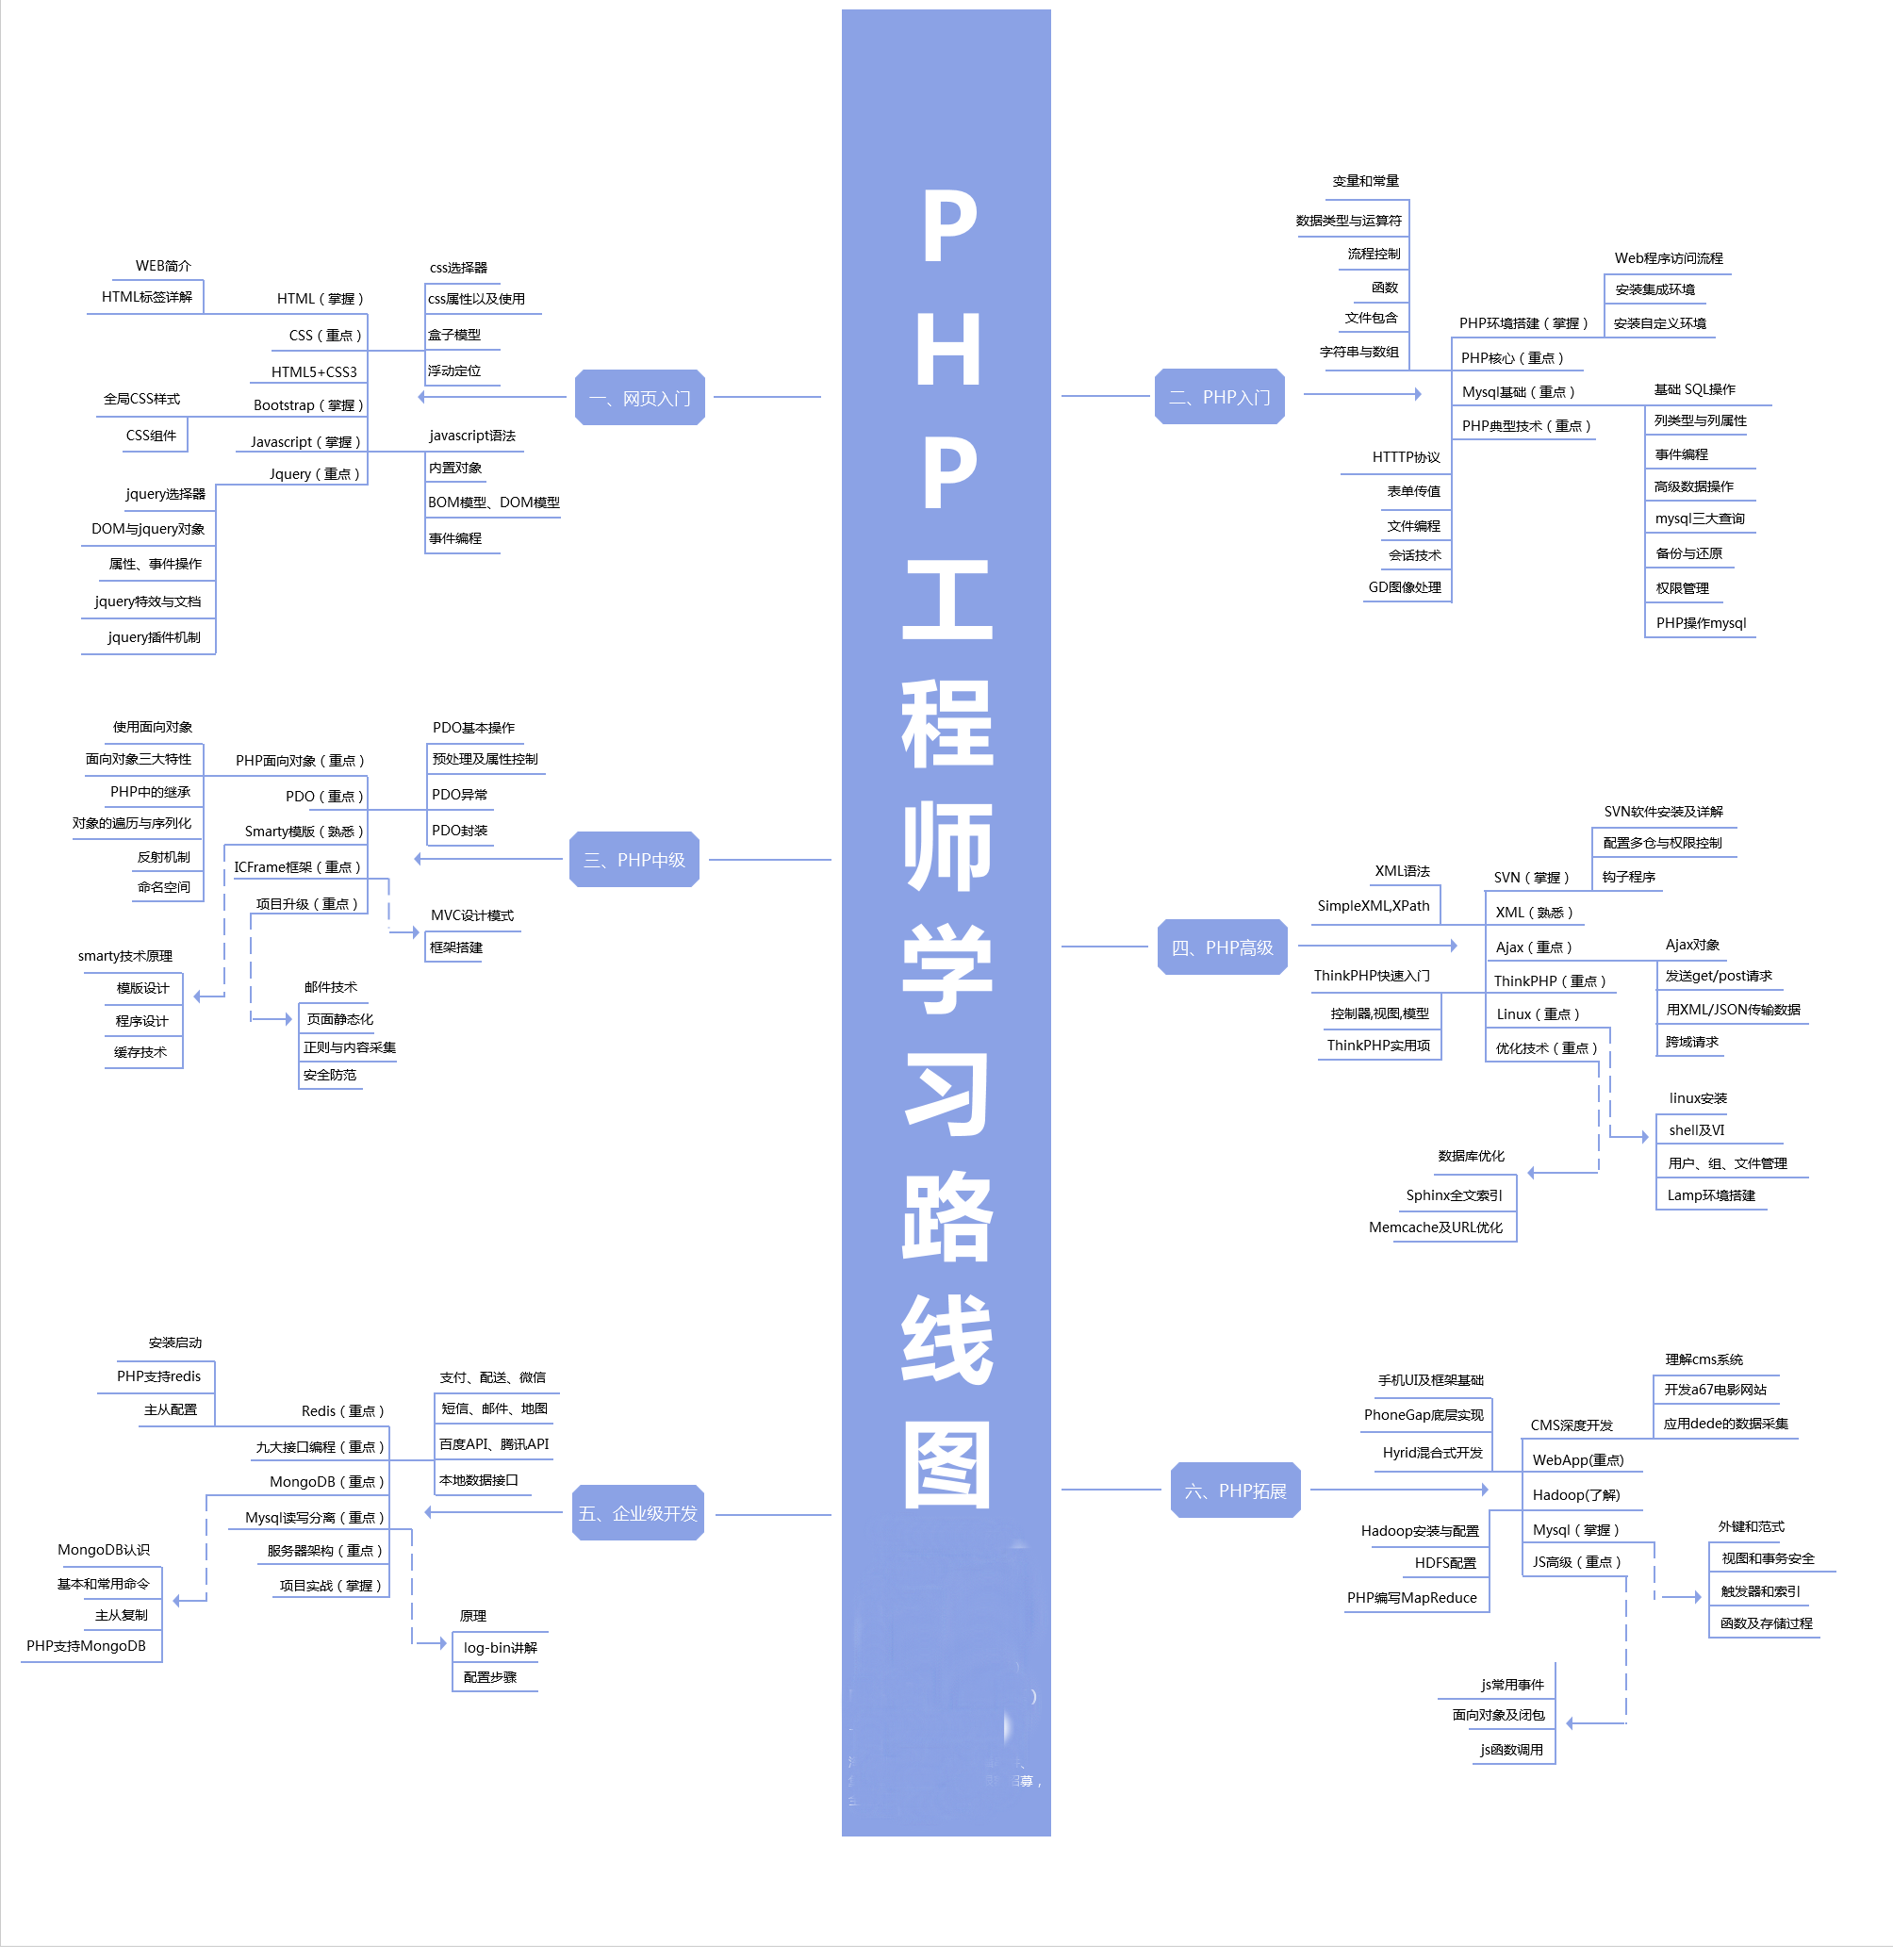 PHP工程师学习路线图
一、网页入门
WEB简介
HTML标签详解
HTML（掌握）
CSS（重点）
css选择器
css属性以及使用
盒子模型
浮动定位
HTML5+CSS3
Bootstrap（掌握）
全局CSS样式
CSS组件
Javascript（掌握）
javascript语法
内置对象
BOM模型、DOM模型
事件编程
Jquery（重点）
jquery选择器
DOM与jquery对象
属性、事件操作
jquery特效与文档
jquery插件机制
二、PHP入门
Web程序访问流程
安装集成环境
安装自定义环境
PHP环境搭建（掌握）
变量和常量
数据类型与运算符
流程控制
函数
文件包含
字符串与数组
PHP核心（重点）
Mysql基础（重点）
基础 SQL操作
列类型与列属性
事件编程
高级数据操作
mysql三大查询
备份与还原
权限管理
PHP操作mysql
PHP典型技术（重点）
HTTTP协议
表单传值
文件编程
会话技术
GD图像处理
三、PHP中级
使用面向对象
面向对象三大特性
PHP中的继承
对象的遍历与序列化
反射机制
命名空间
PHP面向对象（重点）
PDO（重点）
PDO基本操作
预处理及属性控制
PDO异常
PDO封装
Smarty模版（熟悉）
smarty技术原理
模版设计
程序设计
缓存技术
ICFrame框架（重点）
MVC设计模式
框架搭建
项目升级（重点）
邮件技术
页面静态化
正则与内容采集
安全防范
四、PHP高级
SVN软件安装及详解
配置多仓与权限控制
钩子程序
SVN（掌握）
XML语法
SimpleXML,XPath
XML（熟悉）
Ajax（重点）
Ajax对象
发送get/post请求
用XML/JSON传输数据
跨域请求
ThinkPHP（重点）
ThinkPHP快速入门
控制器,视图,模型
ThinkPHP实用项
Linux（重点）
linux安装
shell及VI
用户、组、文件管理
Lamp环境搭建
优化技术（重点）
数据库优化
Sphinx全文索引
Memcache及URL优化
五、企业级开发
安装启动
PHP支持redis
主从配置
Redis（重点）
九大接口编程（重点）
支付、配送、微信
短信、邮件、地图
百度API、腾讯API
本地数据接口
MongoDB（重点）
MongoDB认识
基本和常用命令
主从复制
PHP支持MongoDB
Mysql读写分离（重点）
原理
log-bin讲解
配置步骤
服务器架构（重点）
项目实战（掌握）
六、PHP拓展
理解cms系统
开发a67电影网站
应用dede的数据采集
CMS深度开发
手机UI及框架基础
PhoneGap底层实现
Hyrid混合式开发
WebApp(重点)
Hadoop(了解)
Hadoop安装与配置
HDFS配置
PHP编写MapReduce
Mysql（掌握）
外键和范式
视图和事务安全
触发器和索引
函数及存储过程
JS高级（重点）
js常用事件
面向对象及闭包
js函数调用